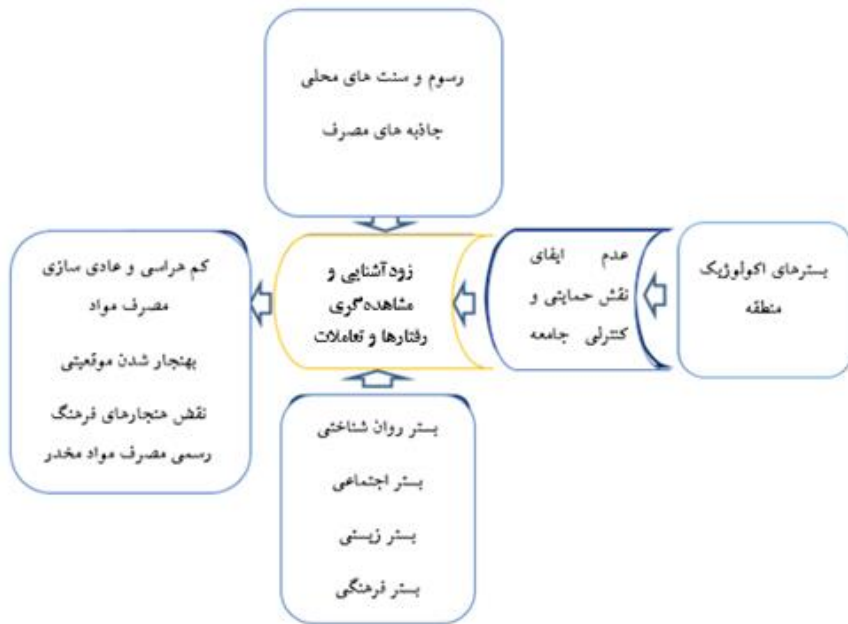 رسوم و سنت های محلی
جاذبه های مصرف
بسترهای اکولوژیک
منطقه
عدم ایفای
نقش حمایتی و
کنترلی جامعه
زودآشنایی و
مشاهده‌گری
رفتارها و تعاملات
کم هراسی و عادی سازی
مصرف مواد
بهنجار شدن موقعیتی
نقض هنجارهای فرهنگ
رسمی مصرف مواد مخدر
بستر روان شناختی
بستر اجتماعی
بستر زیستی
بستر فرهنگی